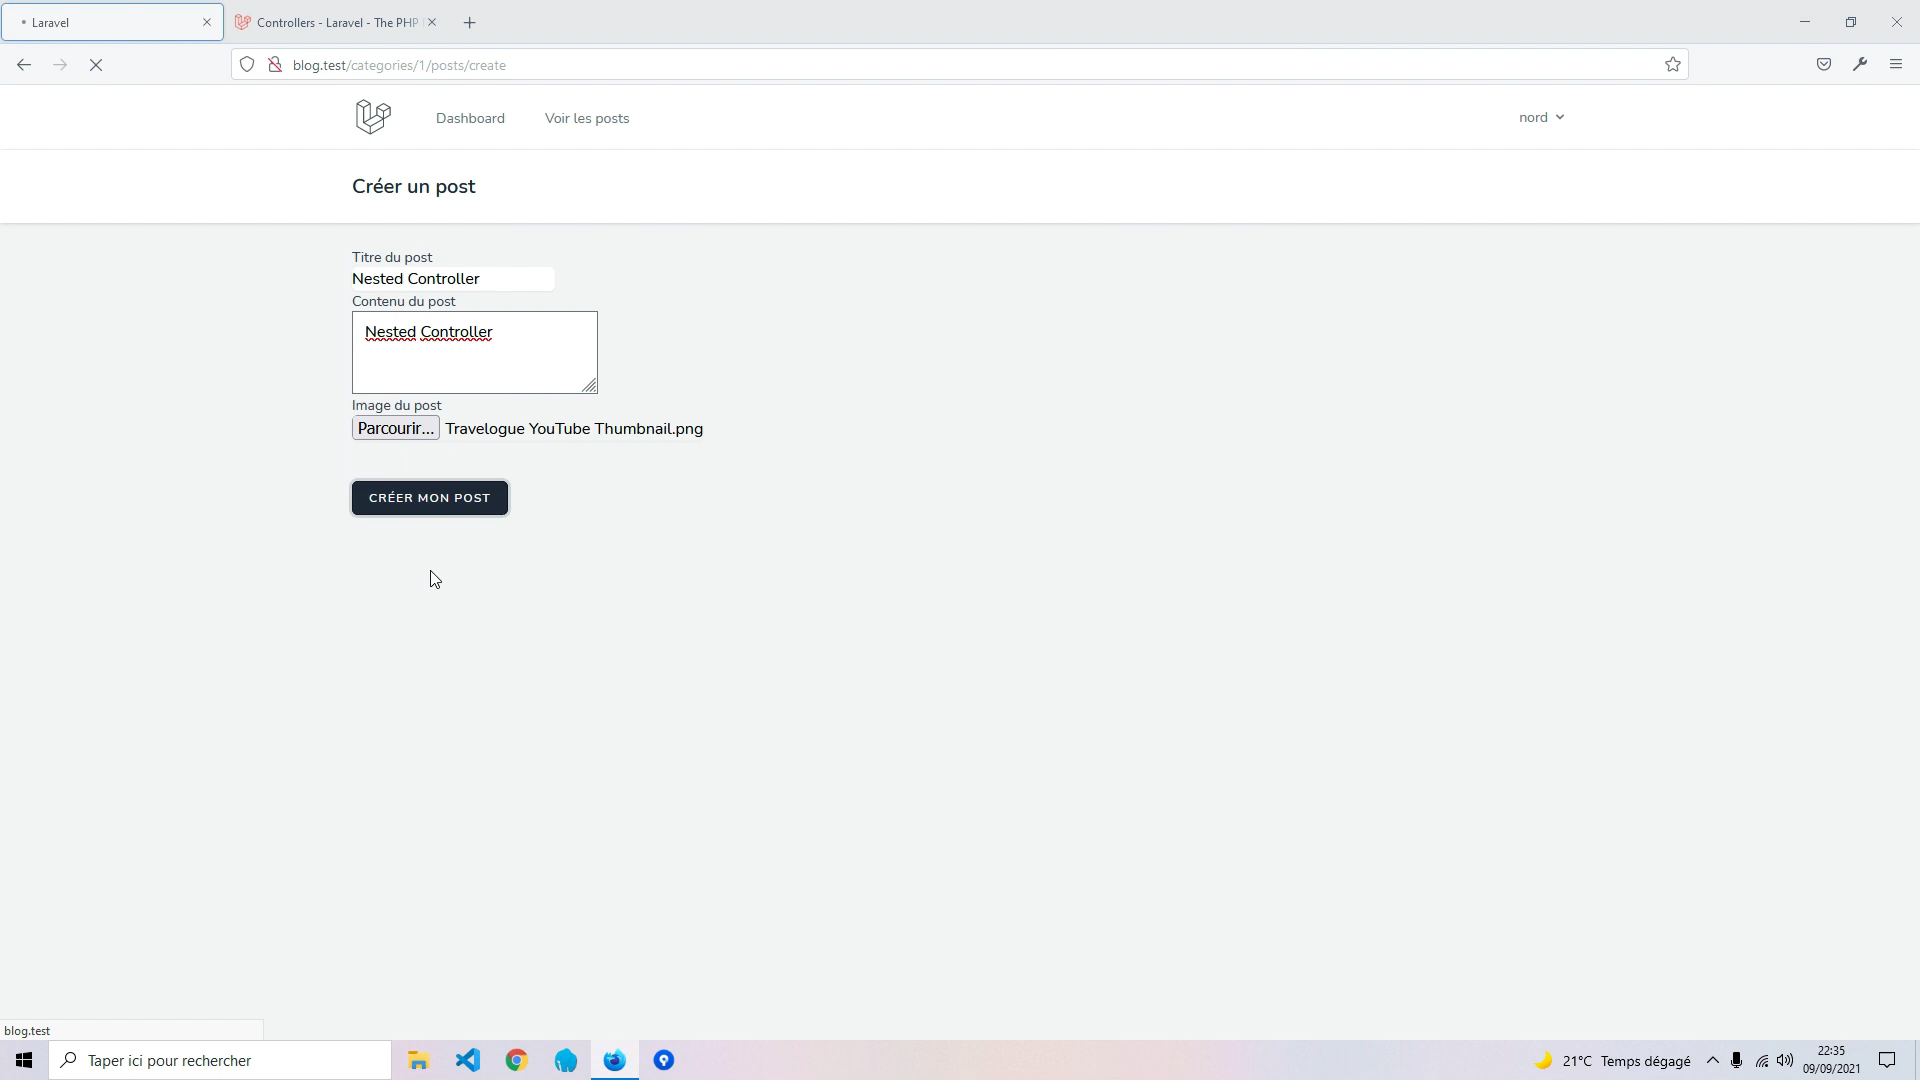 Laravel
Controllers - Laravel - The PHP
blog.test/categories/1/posts/create
Dashboard
Voir les posts
nord
Créer un post
Titre du post
Nested Controller
Contenu du post
Nested Controller
Image du post
Parcourir... Travelogue YouTube Thumbnail.png
CRÉER MON POST
blog.test
Taper ici pour rechercher
21°C Temps dégagé
22:35
09/09/2021